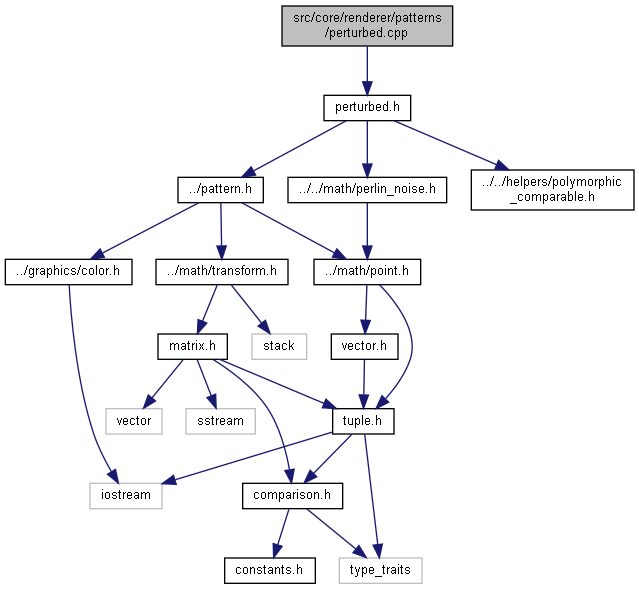 src/core/renderer/patterns
/perturbed.cpp
perturbed.h
../pattern.h
../../math/perlin_noise.h
../../helpers/polymorphic
_comparable.h
../graphics/color.h
../math/transform.h
../math/point.h
matrix.h
stack
vector.h
vector
sstream
tuple.h
iostream
comparison.h
constants.h
type_traits